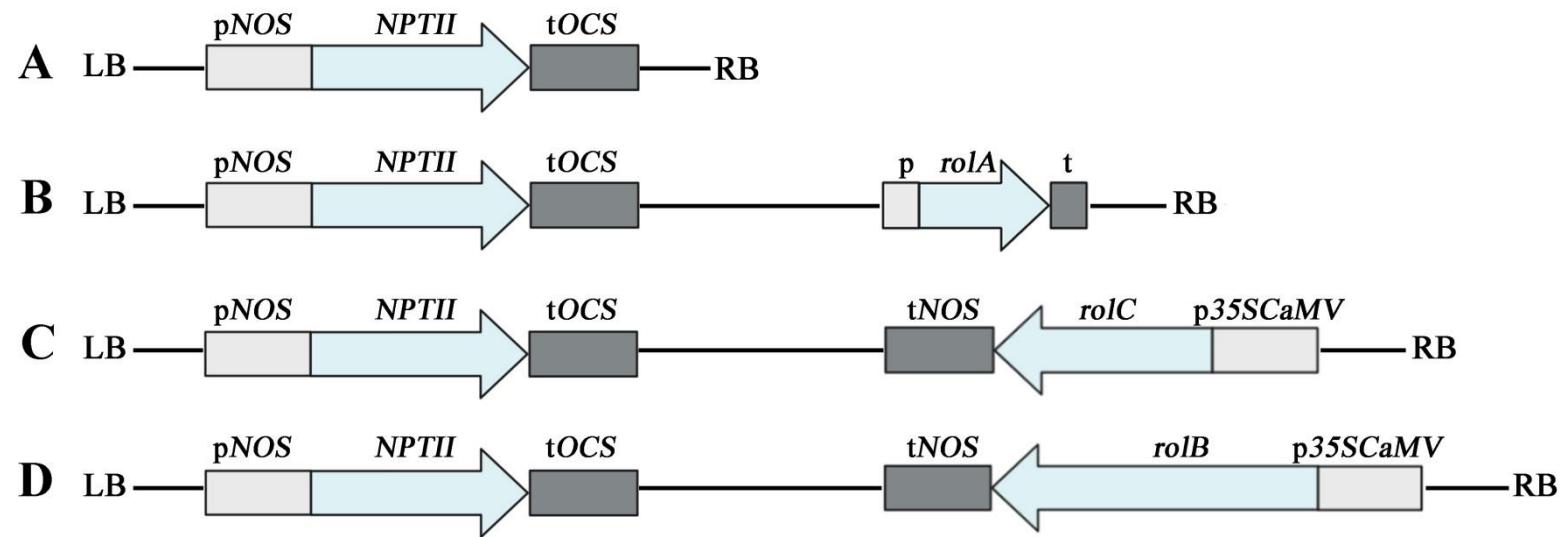 pNOS NPTII tOCS
A LB RB
pNOS NPTII tOCS p rolA t
B LB RB
pNOS NPTII tOCS tNOS rolC p35SCaMV
C LB RB
pNOS NPTII tOCS tNOS rolB p35SCaMV
D LB RB